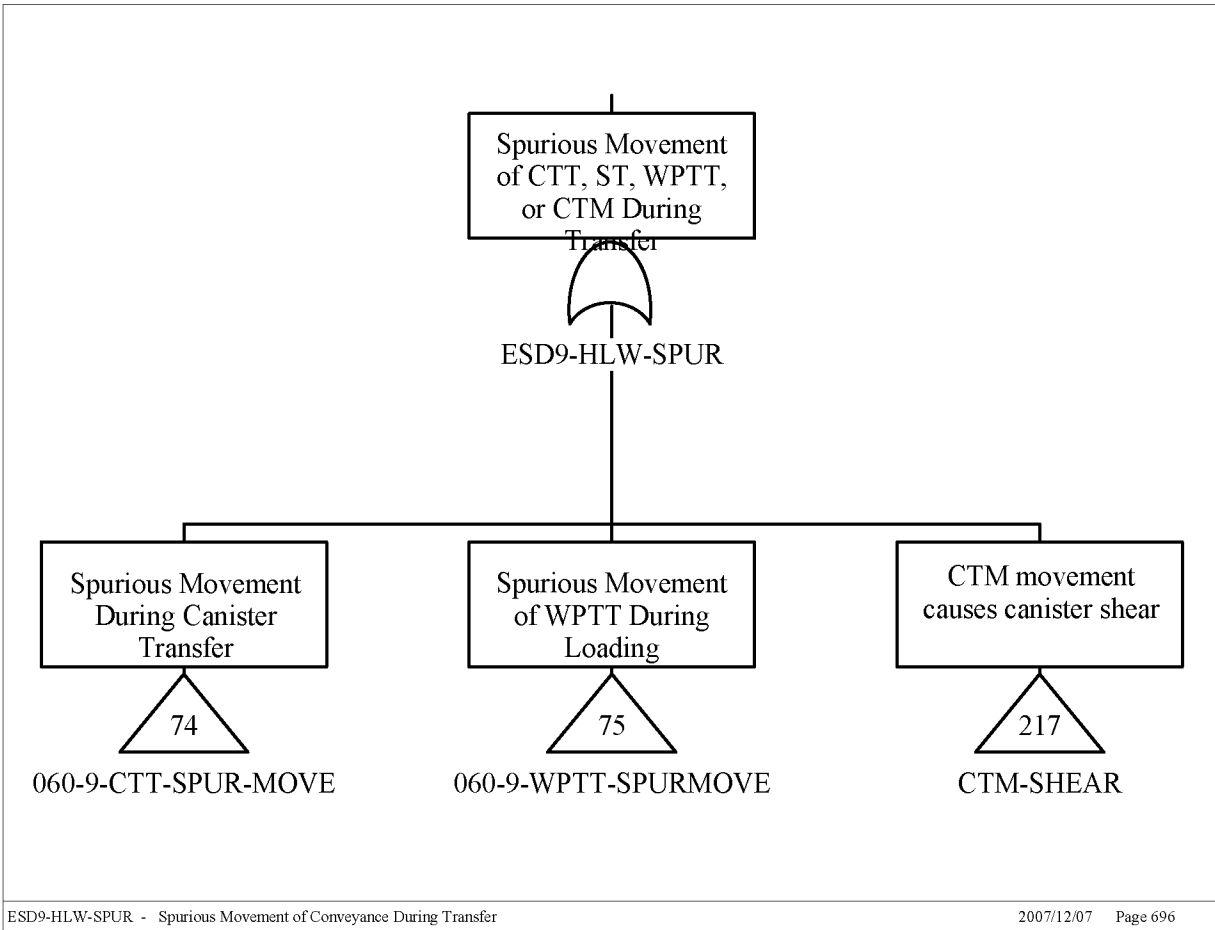 Spurious Movement
of CTT, ST, WPTT,
or CTM During
Transfer
ESD9-HLW-SPUR
Spurious Movement
During Canister
Transfer
74
060-9-CTT-SPUR-MOVE
Spurious Movement
of WPTT During
Loading
75
060-9-WPTT-SPURMOVE
CTM movement
causes canister shear
217
CTM-SHEAR
ESD9-HLW-SPUR - Spurious Movement of Conveyance During Transfer
2007/12/07 Page 696